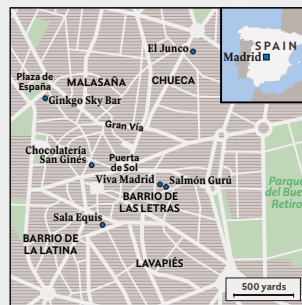 El Junco
SPAIN
Madrid
Plaza de
España
MALASAÑA
CHUECA
Ginkgo Sky Bar
Gran Vía
Chocolatería
San Ginés
Puerta
de Sol
Viva Madrid
Salmón Gurú
BARRIO DE
LAS LETRAS
Parque
del Bue
Retiro
Sala Equis
BARRIO DE
LA LATINA
LAVAPIÉS
500 yards